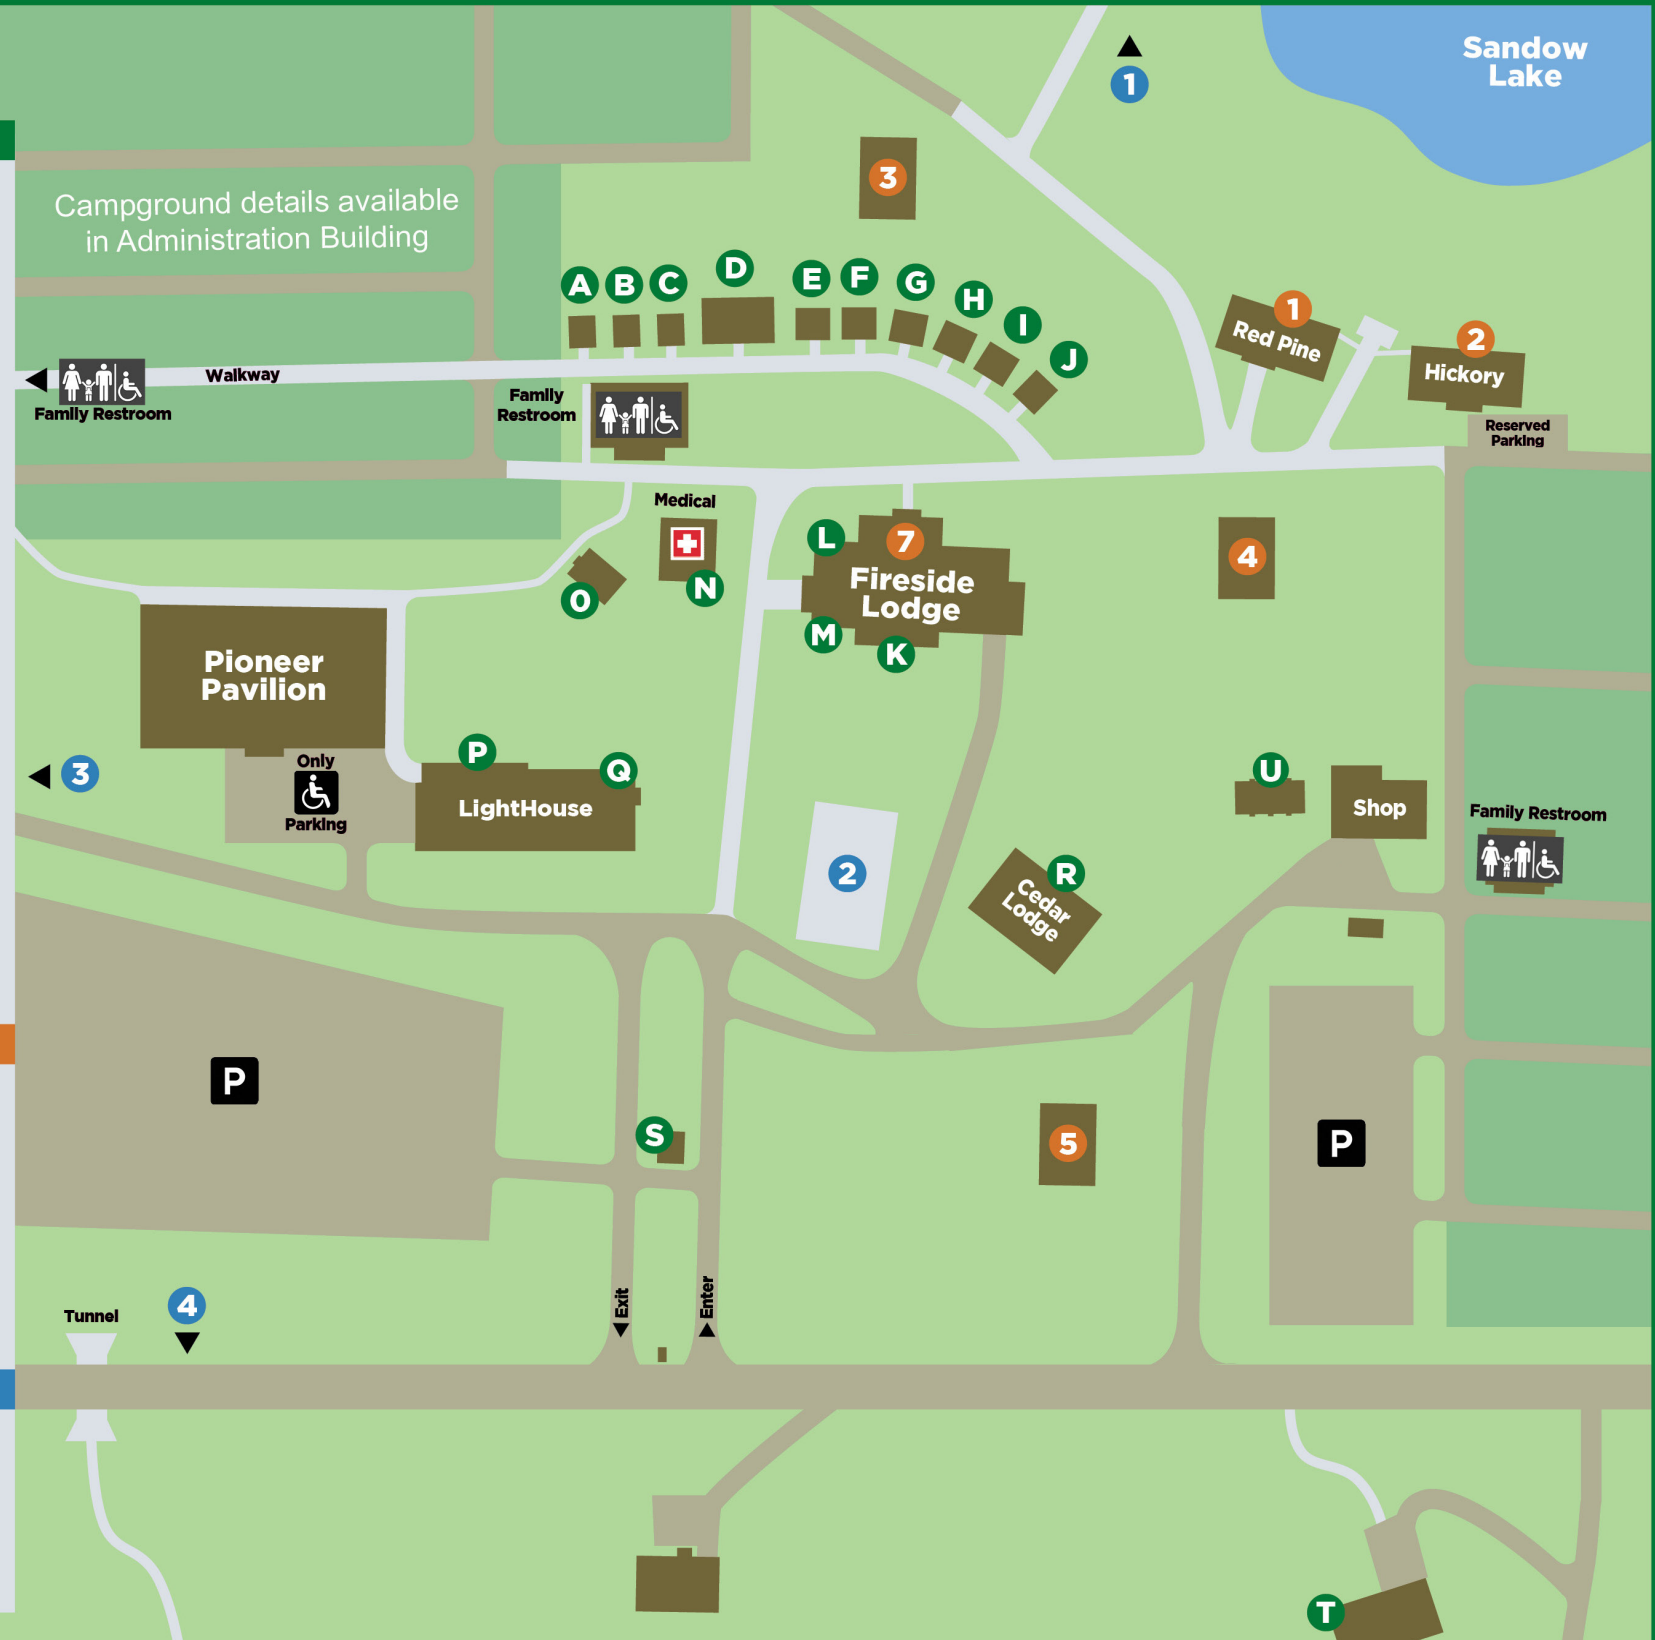 Sandow
Lake
1
3
Campground details available
in Administration Building
A
B
C
D
E
F
G
H
I
J
1
Red Pine
2
Hickory
Reserved
Parking
Walkway
Family Restroom
Family
Restroom
Medical
N
O
L
7
Fireside
Lodge
M
K
4
Pioneer
Pavilion
3
Only
Parking
P
Q
LightHouse
2
R
Cedar
Lodge
U
Shop
Family Restroom
P
S
5
P
Exit
Enter
4
Tunnel
T